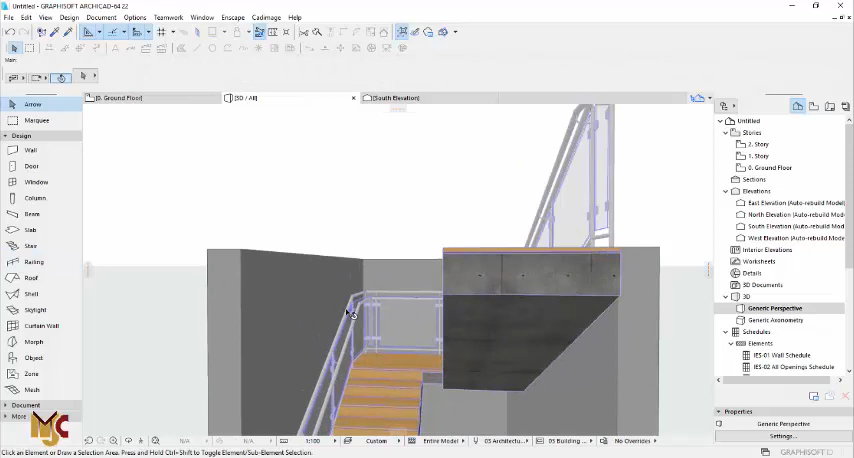 Untitled - GRAPHISOFT ARCHICAD-64 22
File Edit View Design Document Options Teamwork Window Enscape Cadimage Help
Main:
[0. Ground Floor]
[3D / All]
[South Elevation]
Arrow
Marquee
Design
Wall
Door
Window
Column
Beam
Slab
Stair
Railing
Roof
Shell
Skylight
Curtain Wall
Morph
Object
Zone
Mesh
Document
More
MJC
Untitled
Stories
2. Story
1. Story
0. Ground Floor
Sections
Elevations
East Elevation (Auto-rebuild Model)
North Elevation (Auto-rebuild Model)
South Elevation (Auto-rebuild Model)
West Elevation (Auto-rebuild Model)
Interior Elevations
Worksheets
Details
3D Documents
3D
Generic Perspective
Generic Axonometry
Schedules
Elements
IES-01 Wall Schedule
IES-02 All Openings Schedule
Properties
Generic Perspective
Settings...
N/A
N/A
1:100
Custom
Entire Model
03 Architectu...
05 Building ...
No Overrides
Click an Element or Draw a Selection Area. Press and Hold Ctrl+Shift to Toggle Element/Sub-Element Selection.
GRAPHISOFT ID